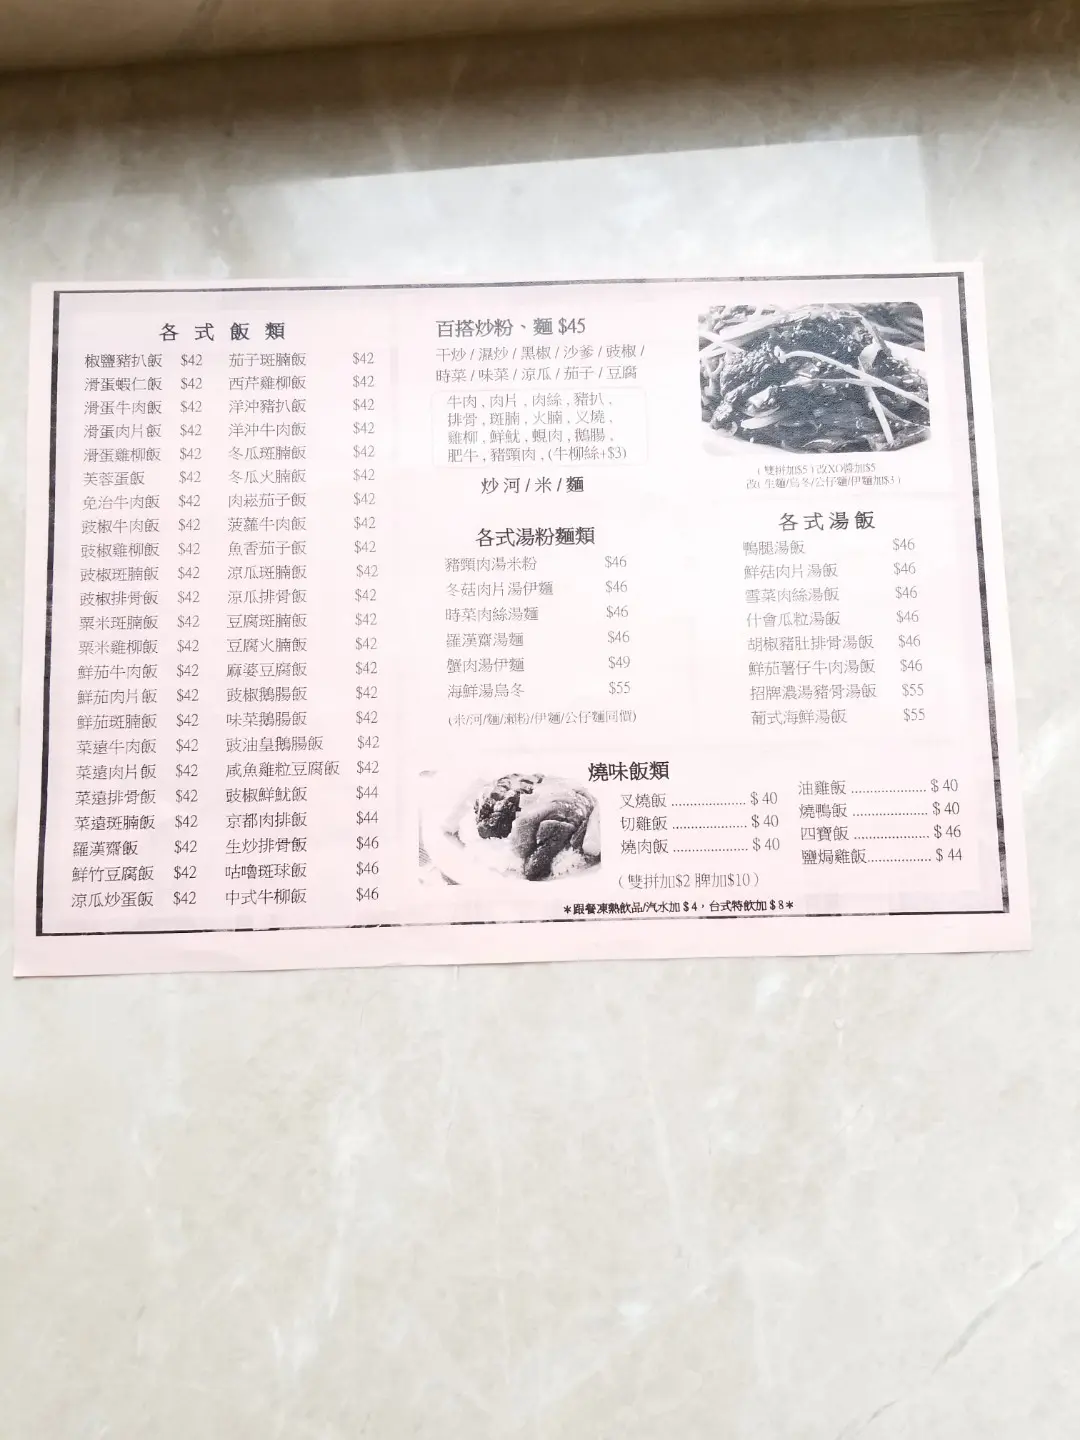 各式飯類
椒鹽豬扒飯 $42 茄子斑腩飯 $42
滑蛋蝦仁飯 $42 西芹雞柳飯 $42
滑蛋牛肉飯 $42 洋沖豬扒飯 $42
滑蛋肉片飯 $42 洋沖牛肉飯 $42
滑蛋雞柳飯 $42 冬瓜斑腩飯 $42
芙蓉蛋飯 $42 冬瓜火腩飯 $42
免治牛肉飯 $42 肉崧茄子飯 $42
豉椒牛肉飯 $42 菠蘿牛肉飯 $42
豉椒雞柳飯 $42 魚香茄子飯 $42
豉椒斑腩飯 $42 涼瓜斑腩飯 $42
豉椒排骨飯 $42 涼瓜排骨飯 $42
粟米斑腩飯 $42 豆腐斑腩飯 $42
粟米雞柳飯 $42 豆腐火腩飯 $42
鮮茄牛肉飯 $42 麻婆豆腐飯 $42
鮮茄肉片飯 $42 豉椒鵝腸飯 $42
鮮茄斑腩飯 $42 味菜鵝腸飯 $42
菜遠牛肉飯 $42 豉油皇鵝腸飯 $42
菜遠肉片飯 $42 咸魚雞粒豆腐飯 $42
菜遠排骨飯 $42 豉椒鮮魷飯 $44
菜遠斑腩飯 $42 京都肉排飯 $44
羅漢齋飯 $42 生炒排骨飯 $46
鮮竹豆腐飯 $42 咕嚕斑球飯 $46
涼瓜炒蛋飯 $42 中式牛柳飯 $46
百搭炒粉、麵 $45
干炒/濕炒/黑椒/沙爹/豉椒/
時菜/味菜/涼瓜/茄子/豆腐
牛肉,肉片,肉絲,豬扒,
排骨,斑腩,火腩,叉燒,
雞柳,鮮魷,蜆肉,鵝腸,
肥牛,豬頸肉,(牛柳絲+$3)
炒河/米/麵
(雙拼加$5)改XO醬加$5
改(生麵/烏冬/公仔麵/伊麵加$3)
各式湯粉麵類
豬頸肉湯米粉 $46
冬菇肉片湯伊麵 $46
時菜肉絲湯麵 $46
羅漢齋湯麵 $46
蟹肉湯伊麵 $49
海鮮湯烏冬 $55
(米/河/麵/瀨粉/伊麵/公仔麵同價)
各式湯飯
鴨腿湯飯 $46
鮮菇肉片湯飯 $46
雪菜肉絲湯飯 $46
什會瓜粒湯飯 $46
胡椒豬肚排骨湯飯 $46
鮮茄薯仔牛肉湯飯 $46
招牌濃湯豬骨湯飯 $55
葡式海鮮湯飯 $55
燒味飯類
叉燒飯 .................... $ 40
切雞飯 .................... $ 40
燒肉飯 .................... $ 40
油雞飯 .................... $ 40
燒鴨飯 .................... $ 40
四寶飯 .................... $ 46
鹽焗雞飯................. $ 44
(雙拼加$2 脾加$10)
*跟餐凍熱飲品/汽水加$4,台式特飲加$8*